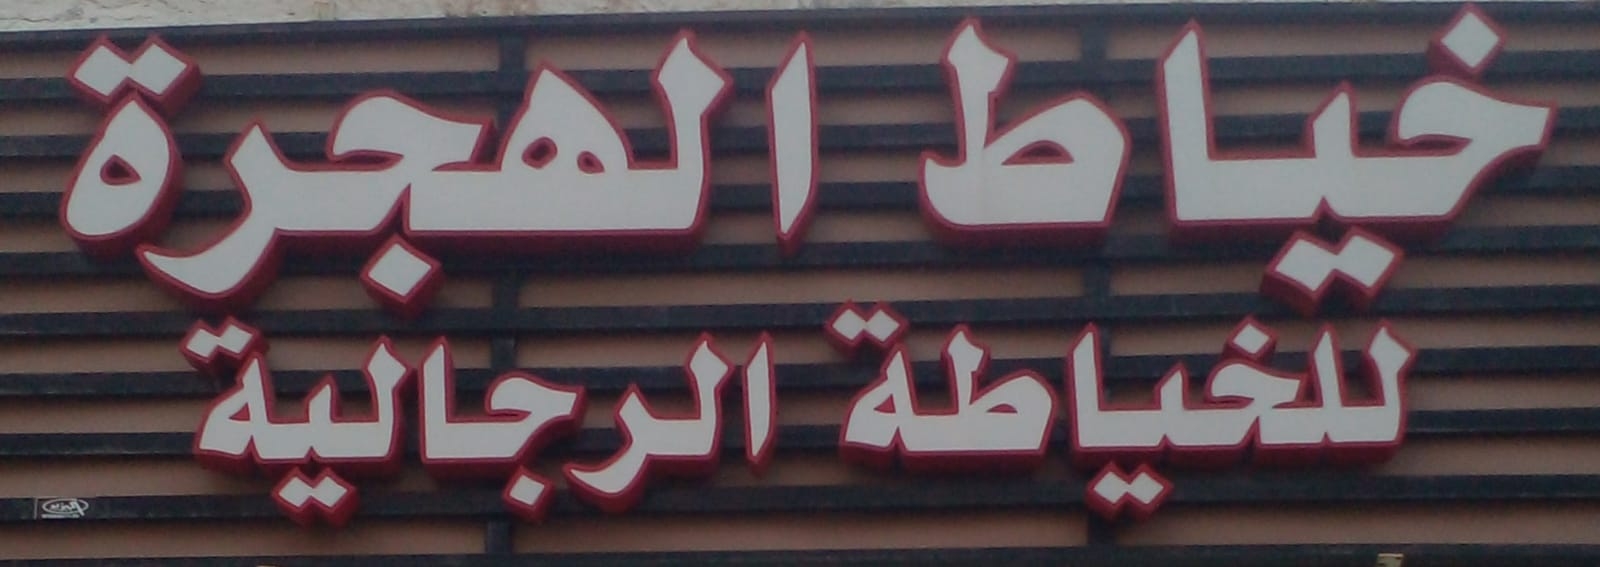 خياط الهجرة
للخياطة الرجالية